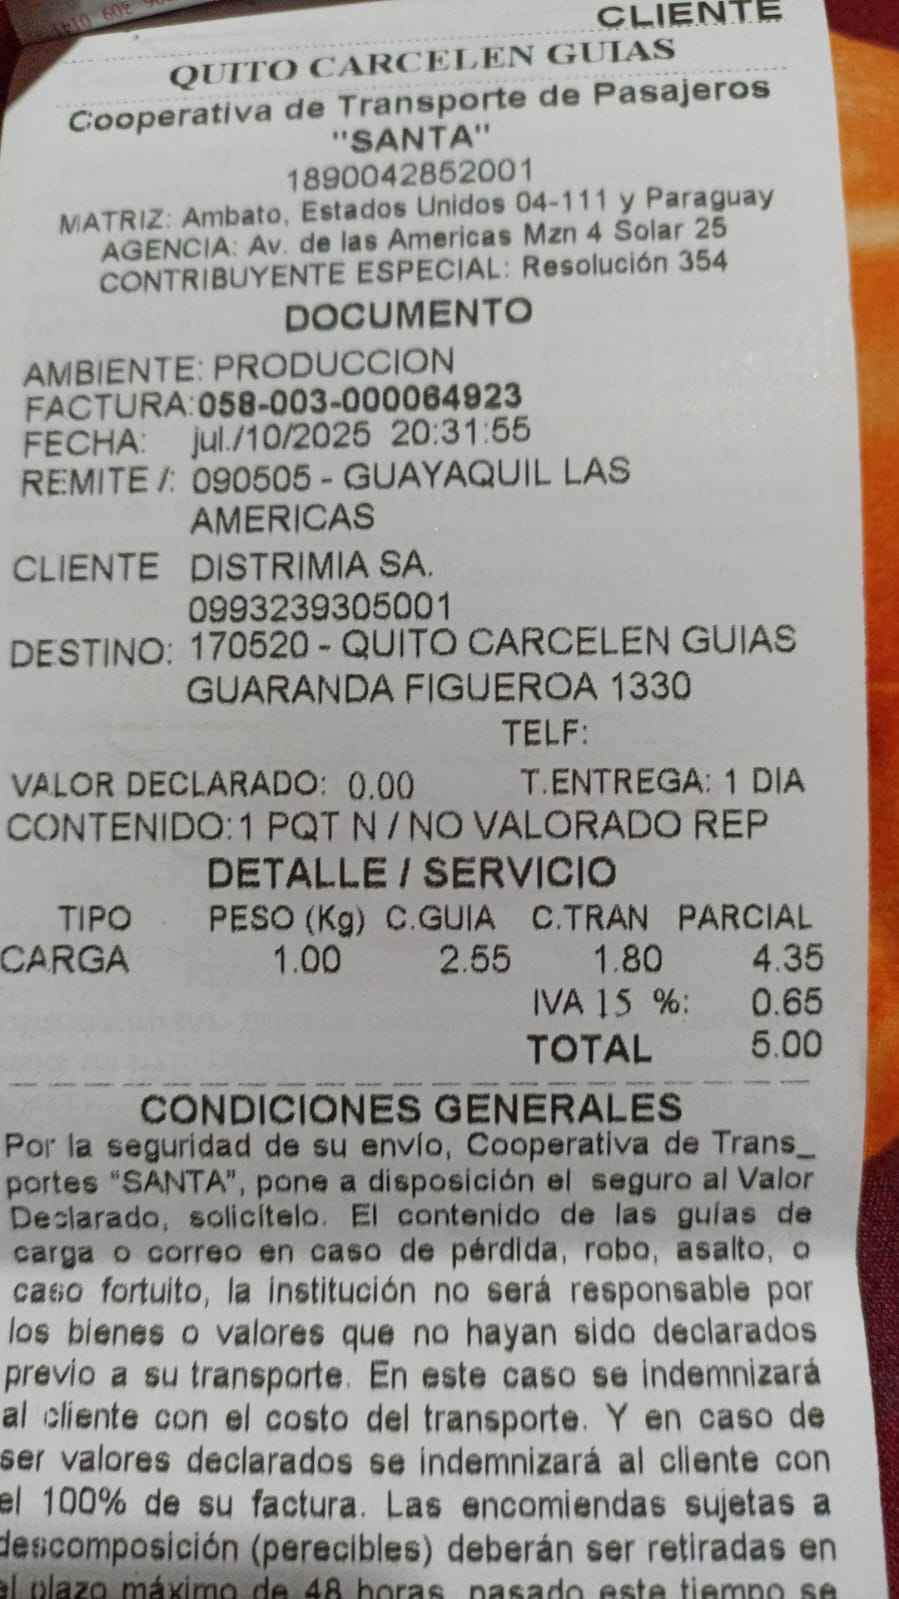 CLIENTE
QUITO CARCELEN GUIAS
Cooperativa de Transporte de Pasajeros
"SANTA"
1890042852001
MATRIZ: Ambato, Estados Unidos 04-111 y Paraguay
AGENCIA: Av. de las Americas Mzn 4 Solar 25
CONTRIBUYENTE ESPECIAL: Resolución 354
DOCUMENTO
AMBIENTE: PRODUCCION
FACTURA:058-003-000064923
FECHA: jul./10/2025 20:31:55
REMITE /: 090505 - GUAYAQUIL LAS
AMERICAS
CLIENTE DISTRIMIA SA.
0993239305001
DESTINO: 170520 - QUITO CARCELEN GUIAS
GUARANDA FIGUEROA 1330
TELF:
VALOR DECLARADO: 0.00 T.ENTREGA: 1 DIA
CONTENIDO:1 PQT N / NO VALORADO REP
DETALLE / SERVICIO
TIPO PESO (Kg) C.GUIA C.TRAN PARCIAL
CARGA 1.00 2.55 1.80 4.35
IVA 15 %: 0.65
TOTAL 5.00
CONDICIONES GENERALES
Por la seguridad de su envío, Cooperativa de Trans_
portes "SANTA", pone a disposición el seguro al Valor
Declarado, solicítelo. El contenido de las guías de
carga o correo en caso de pérdida, robo, asalto, o
caso fortuito, la institución no será responsable por
los bienes o valores que no hayan sido declarados
previo a su transporte. En este caso se indemnizará
al cliente con el costo del transporte. Y en caso de
ser valores declarados se indemnizará al cliente con
el 100% de su factura. Las encomiendas sujetas a
descomposición (perecibles) deberán ser retiradas en
el plazo máximo de 48 horas, pasado este tiempo se